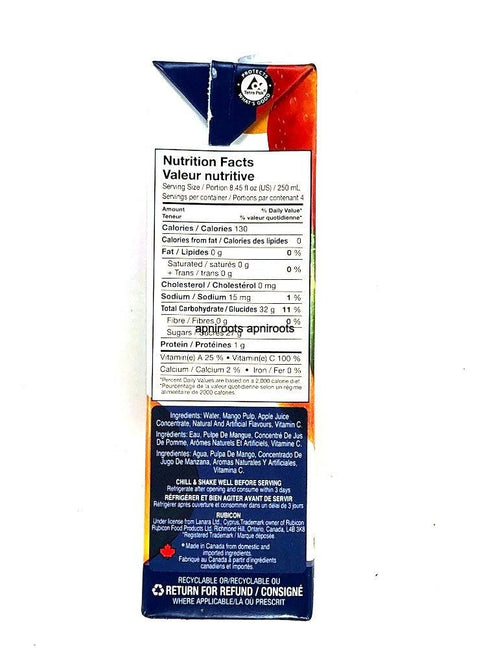 PROTECTS
Tetra Pak
WHAT'S GOOD
Nutrition Facts
Valeur nutritive
Serving Size / Portion 8.45 fl oz (US) / 250 mL
Servings per container / Portions par contenant 4
Amount % Daily Value*
Teneur % valeur quotidienne*
Calories / Calories 130
Calories from fat / Calories des lipides 0
Fat / Lipides 0 g 0 %
Saturated / saturés 0 g
+ Trans / trans 0 g 0 %
Cholesterol / Cholestérol 0 mg
Sodium / Sodium 15 mg 1 %
Total Carbohydrate / Glucides 32 g 11 %
Fibre / Fibres 0 g 0 %
apniroots apniroots
Sugars / Sucres 27 g
Protein / Protéines 1 g
Vitamin(e) A 25 % • Vitamin(e) C 100 %
Calcium / Calcium 2 % • Iron / Fer 0 %
*Percent Daily Values are based on a 2,000 calorie diet.
*Pourcentage de la valeur quotidienne selon un régime
alimentaire de 2000 calories.
Ingredients: Water, Mango Pulp, Apple Juice
Concentrate, Natural And Artificial Flavours, Vitamin C.
Ingrédients: Eau, Pulpe De Mangue, Concentré De Jus
De Pomme, Arômes Naturels Et Artificiels, Vitamine C.
Ingredientes: Agua, Pulpa De Mango, Concentrado De
Jugo De Manzana, Aromas Naturales Y Artificiales,
Vitamina C.
CHILL & SHAKE WELL BEFORE SERVING
Refrigerate after opening and consume within 3 days
RÉFRIGÉRER ET BIEN AGITER AVANT DE SERVIR
Réfrigérer après ouverture et consommer dans un délai de 3 jours
RUBICON
Under license from Lanara Ltd., Cyprus, Trademark owner of Rubicon
Rubicon Food Products Ltd. Richmond Hill, Ontario, Canada, L4B 3K8
*Registered Trademark / Marque déposée.
* Made in Canada from domestic and
imported ingredients.
Fabriqué au Canada à partir d'ingrédients
canadiens et importés.
RECYCLABLE OR/RECYCLABLE OU
RETURN FOR REFUND / CONSIGNÉ
WHERE APPLICABLE/LÀ OÙ PRESCRIT